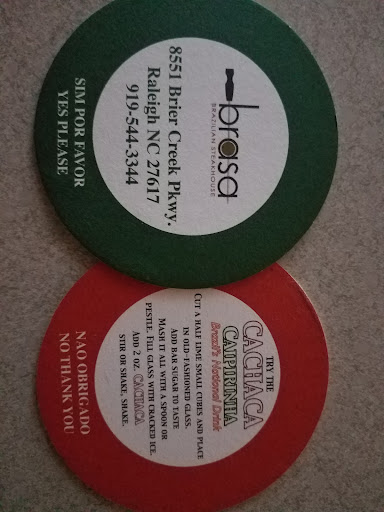 brasa
BRAZILIAN STEAKHOUSE
8551 Brier Creek Pkwy.
Raleigh NC 27617
919-544-3344
SIM POR FAVOR
YES PLEASE
TRY THE
CACHACA
CAIPIRINHA
Brazil's National Drink
CUT A HALF LIME SMALL CUBES AND PLACE
IN OLD-FASHIONED GLASS.
ADD BAR SUGAR TO TASTE
MASH IT ALL WITH A SPOON OR
PESTLE. FILL GLASS WITH CRACKED ICE.
ADD 2 OZ. CACHACA
STIR OR SHAKE, SHAKE.
NAO OBRIGADO
NO THANK YOU